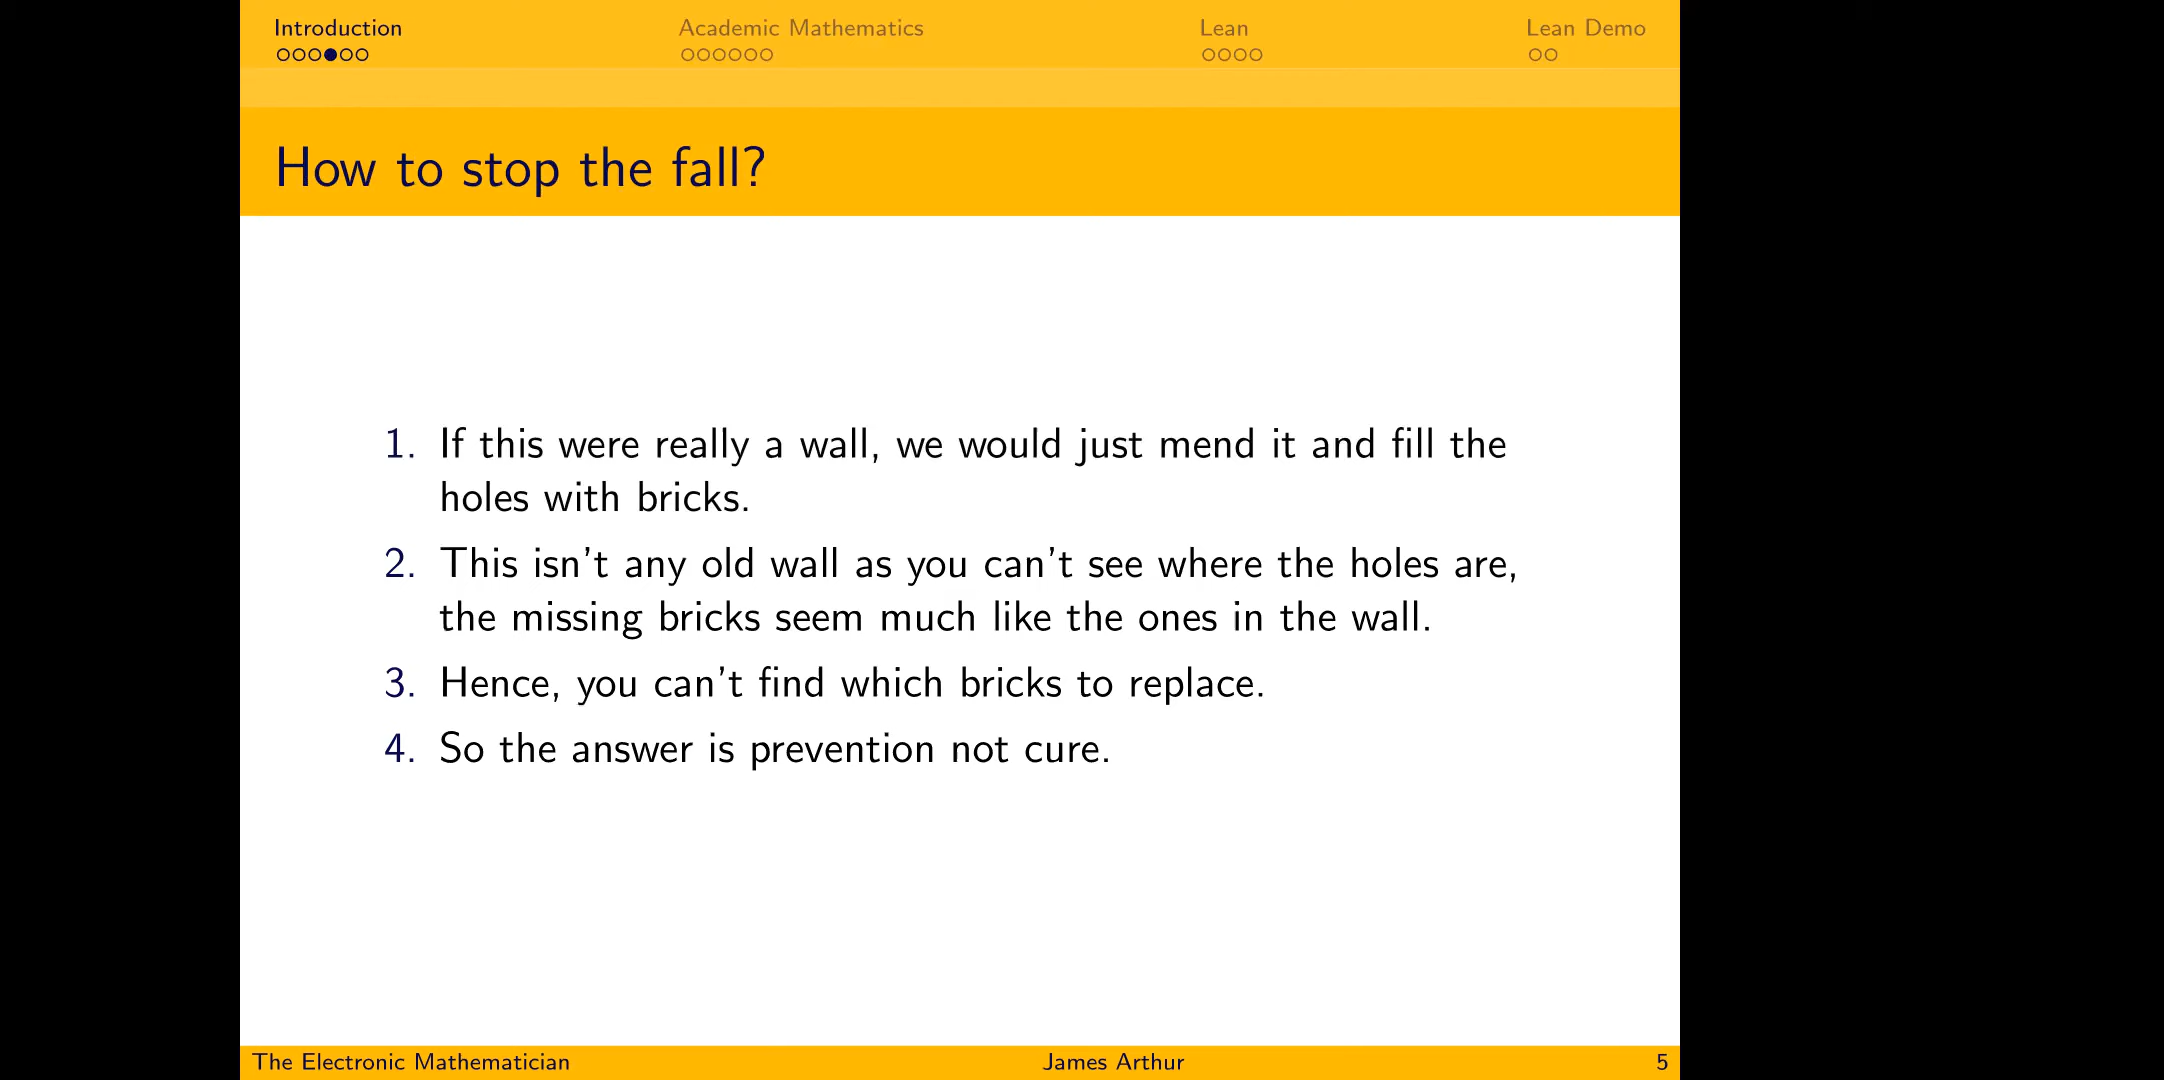 Introduction
Academic Mathematics
Lean
Lean Demo
How to stop the fall?
1. If this were really a wall, we would just mend it and fill the
holes with bricks.
2. This isn't any old wall as you can't see where the holes are,
the missing bricks seem much like the ones in the wall.
3. Hence, you can't find which bricks to replace.
4. So the answer is prevention not cure.
The Electronic Mathematician
James Arthur
5